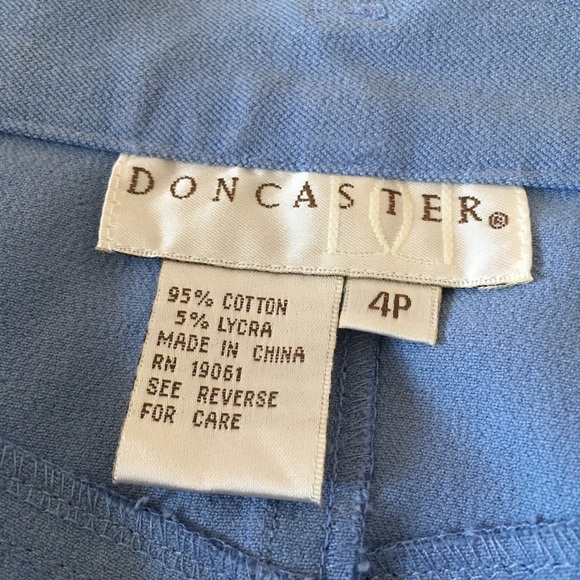 DONCASTER®
95% COTTON
5% LYCRA
MADE IN CHINA
RN 19061
SEE REVERSE
FOR CARE
4P